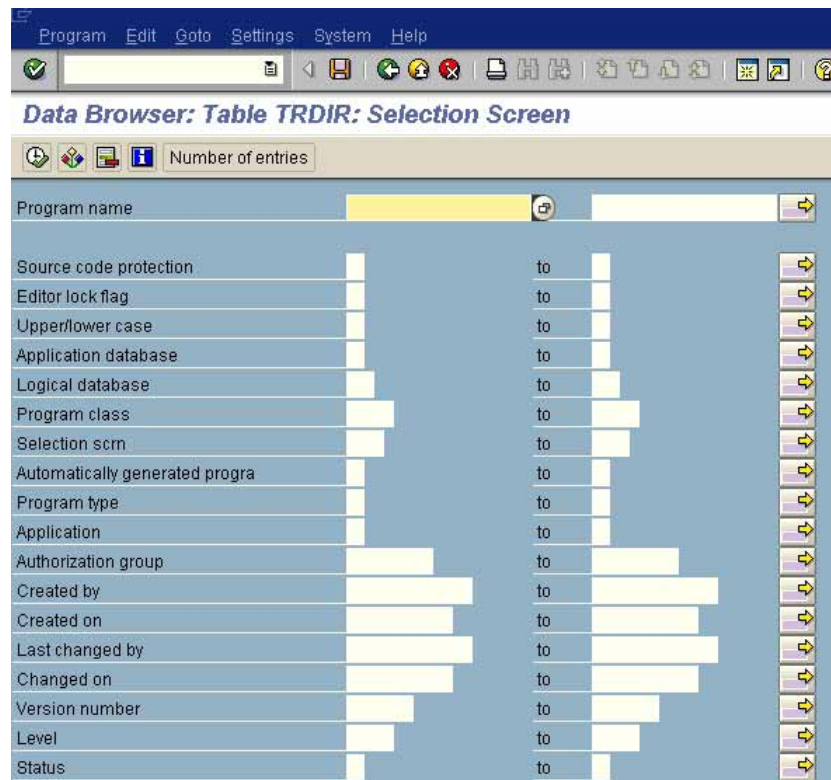 Program Edit Goto Settings System Help
Data Browser: Table TRDIR: Selection Screen
Number of entries
Program name
Source code protection to
Editor lock flag to
Upper/lower case to
Application database to
Logical database to
Program class to
Selection scrn to
Automatically generated progra to
Program type to
Application to
Authorization group to
Created by to
Created on to
Last changed by to
Changed on to
Version number to
Level to
Status to